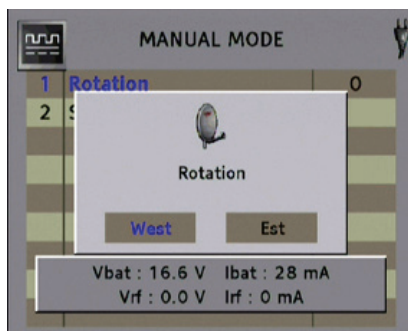 MANUAL MODE
1 Rotation 0
2 S
Rotation
West Est
Vbat : 16.6 V Ibat : 28 mA
Vrf : 0.0 V Irf : 0 mA